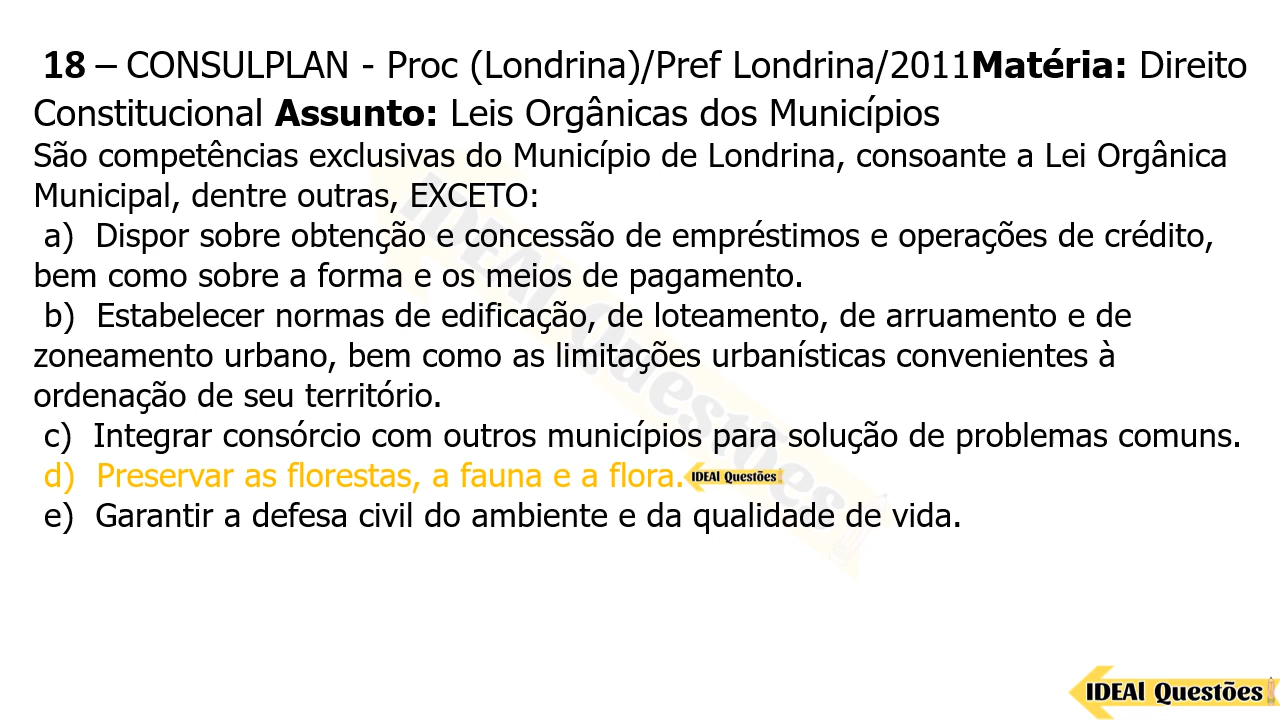 18 – CONSULPLAN - Proc (Londrina)/Pref Londrina/2011Matéria: Direito
Constitucional Assunto: Leis Orgânicas dos Municípios
São competências exclusivas do Município de Londrina, consoante a Lei Orgânica
Municipal, dentre outras, EXCETO:
a) Dispor sobre obtenção e concessão de empréstimos e operações de crédito,
bem como sobre a forma e os meios de pagamento.
b) Estabelecer normas de edificação, de loteamento, de arruamento e de
zoneamento urbano, bem como as limitações urbanísticas convenientes à
ordenação de seu território.
c) Integrar consórcio com outros municípios para solução de problemas comuns.
d) Preservar as florestas, a fauna e a flora. IDEAl Questões
e) Garantir a defesa civil do ambiente e da qualidade de vida.
IDEAl Questões
IDEAl Questões